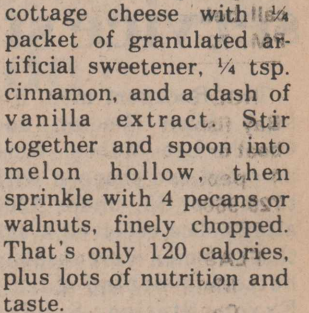 cottage cheese with ¼
packet of granulated ar-
tificial sweetener, ¼ tsp.
cinnamon, and a dash of
vanilla extract. Stir
together and spoon into
melon hollow, then
sprinkle with 4 pecans or
walnuts, finely chopped.
That's only 120 calories,
plus lots of nutrition and
taste.